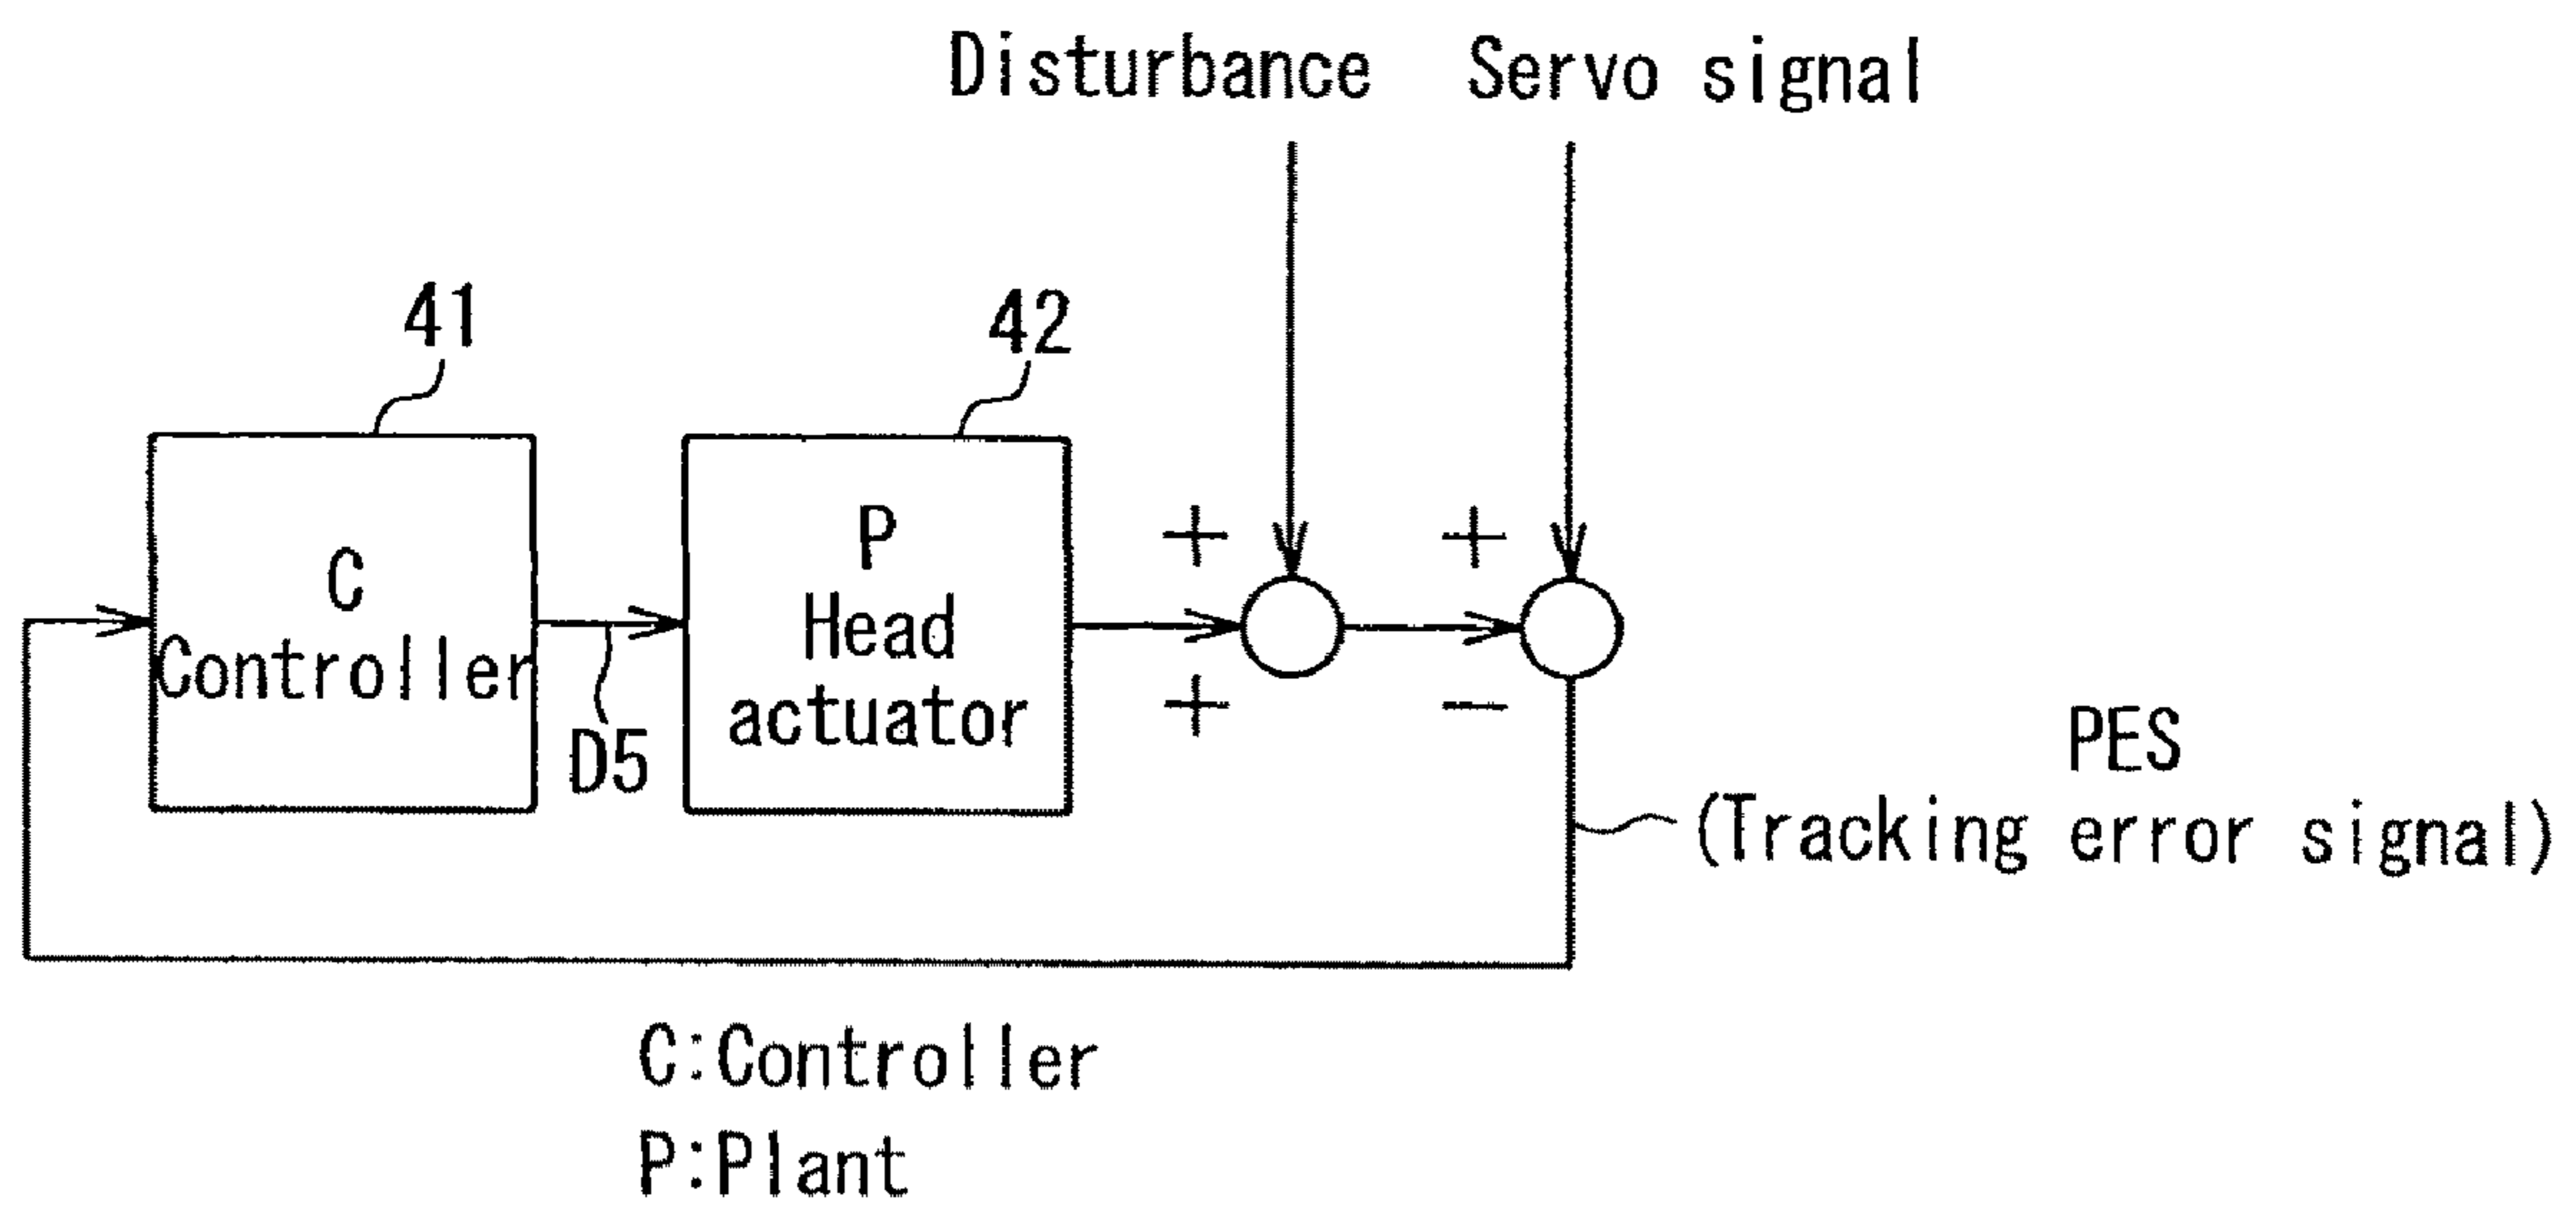 Disturbance
Servo signal
41
42
C
Controller
P
Head
actuator
D5
+
+
+
−
PES
(Tracking error signal)
C:Controller
P:Plant